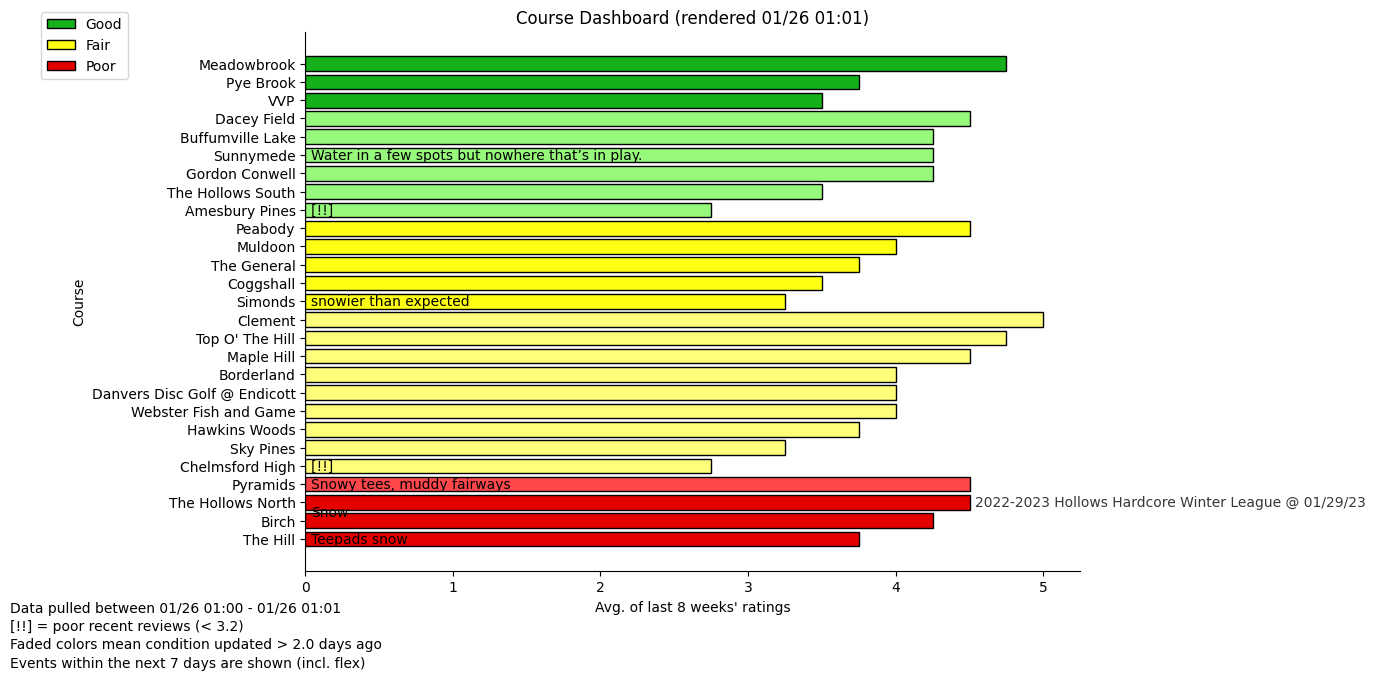 Good
Fair
Poor
Course Dashboard (rendered 01/26 01:01)
Course
Meadowbrook
Pye Brook
VVP
Dacey Field
Buffumville Lake
Sunnymede Water in a few spots but nowhere that’s in play.
Gordon Conwell
The Hollows South
Amesbury Pines [!!]
Peabody
Muldoon
The General
Coggshall
Simonds snowier than expected
Clement
Top O' The Hill
Maple Hill
Borderland
Danvers Disc Golf @ Endicott
Webster Fish and Game
Hawkins Woods
Sky Pines
Chelmsford High [!!]
Pyramids Snowy tees, muddy fairways
The Hollows North 2022-2023 Hollows Hardcore Winter League @ 01/29/23
Snow
Birch
The Hill Teepads snow
0 1 2 3 4 5
Avg. of last 8 weeks' ratings
Data pulled between 01/26 01:00 - 01/26 01:01
[!!] = poor recent reviews (< 3.2)
Faded colors mean condition updated > 2.0 days ago
Events within the next 7 days are shown (incl. flex)